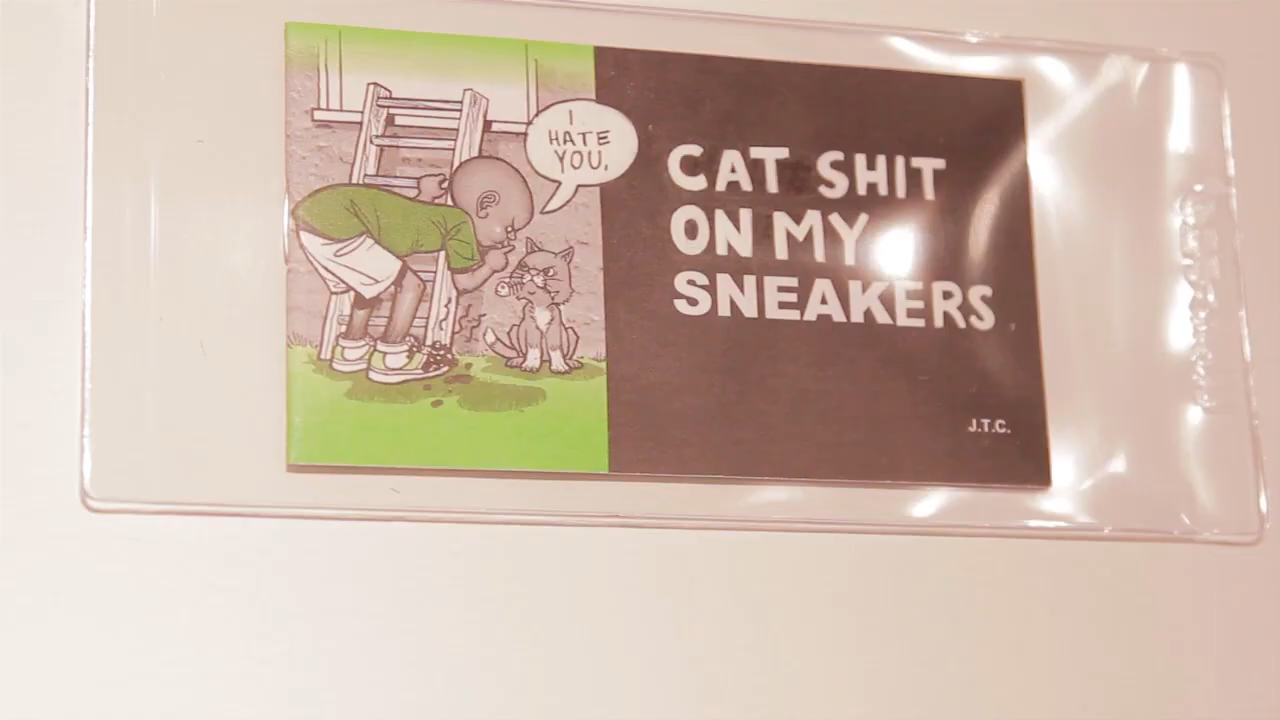 I
HATE
YOU.
CAT SHIT
ON MY
SNEAKERS
J.T.C.